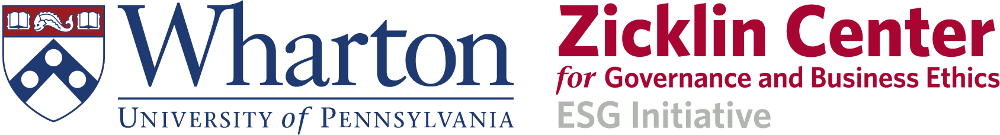 Wharton
UNIVERSITY of PENNSYLVANIA
Zicklin Center
for Governance and Business Ethics
ESG Initiative